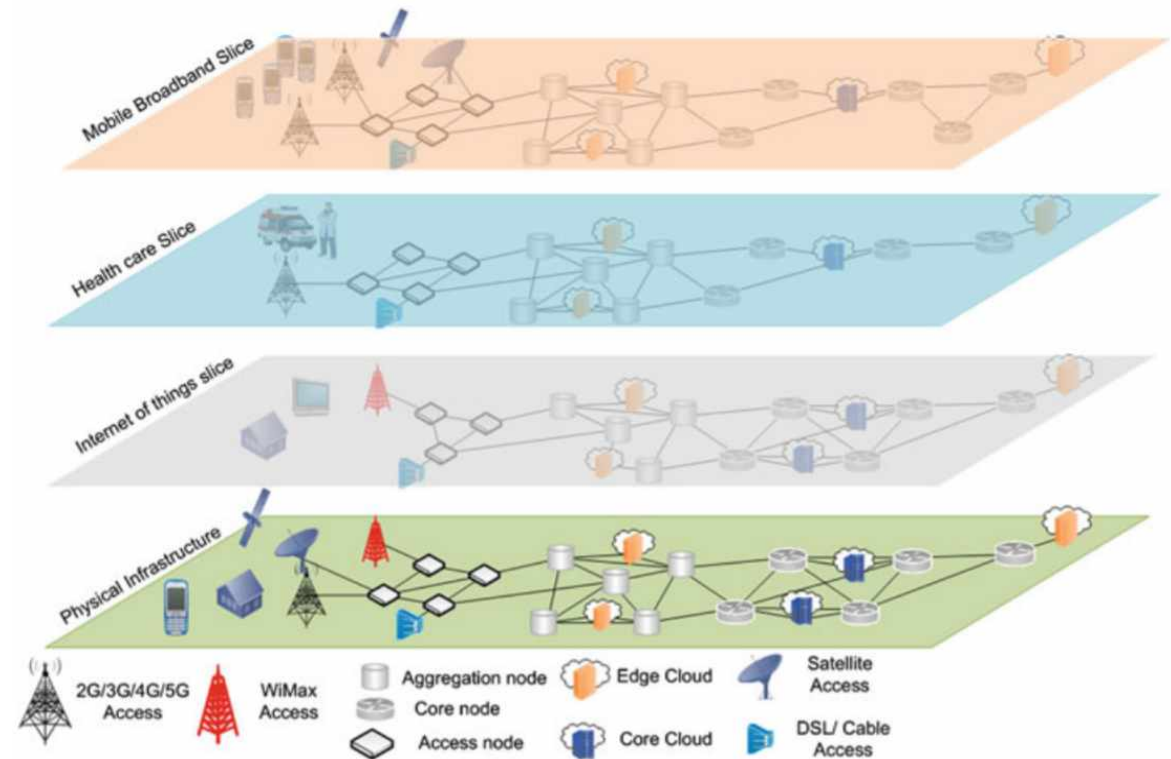 Mobile Broadband Slice
Health care Slice
Internet of things slice
Physical Infrastructure
2G/3G/4G/5G
Access
WiMax
Access
Aggregation node
Core node
Access node
Edge Cloud
Core Cloud
Satellite
Access
DSL/ Cable
Access